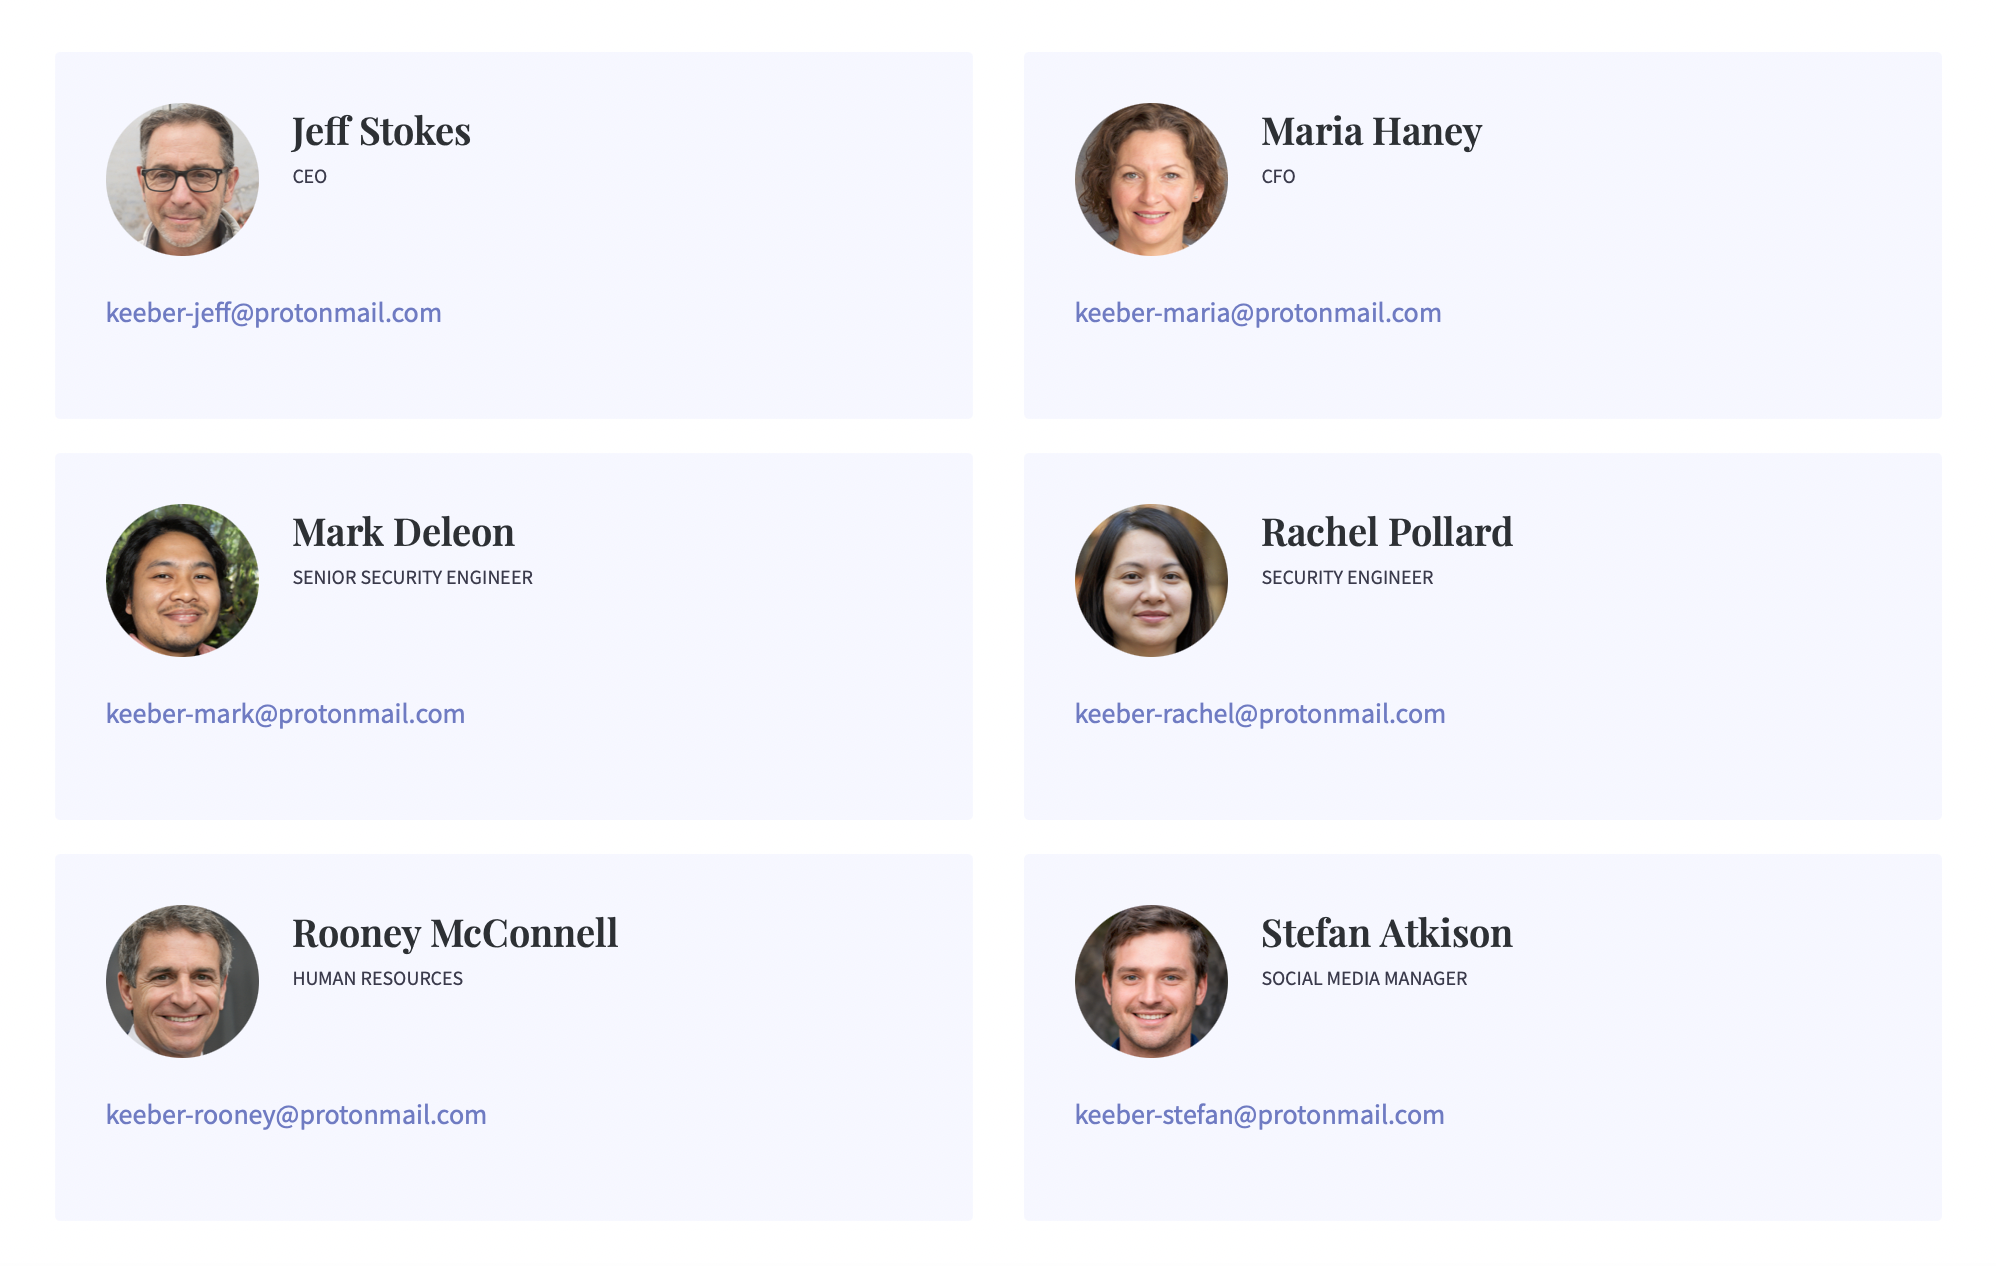 Jeff Stokes
CEO
keeber-jeff@protonmail.com
Maria Haney
CFO
keeber-maria@protonmail.com
Mark Deleon
SENIOR SECURITY ENGINEER
keeber-mark@protonmail.com
Rachel Pollard
SECURITY ENGINEER
keeber-rachel@protonmail.com
Rooney McConnell
HUMAN RESOURCES
keeber-rooney@protonmail.com
Stefan Atkison
SOCIAL MEDIA MANAGER
keeber-stefan@protonmail.com